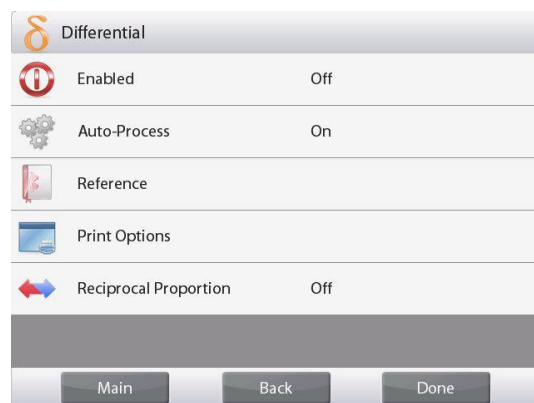 δ Differential
Enabled Off
Auto-Process On
Reference
Print Options
Reciprocal Proportion Off
Main Back Done